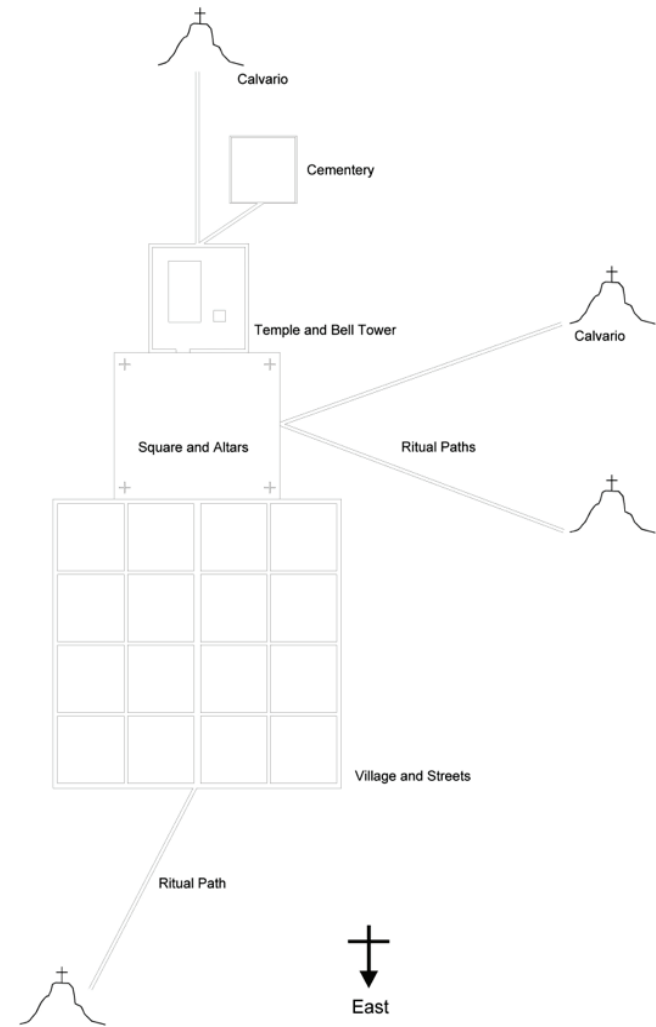 Calvario
Cementery
Temple and Bell Tower
Calvario
Square and Altars
Ritual Paths
Village and Streets
Ritual Path
East